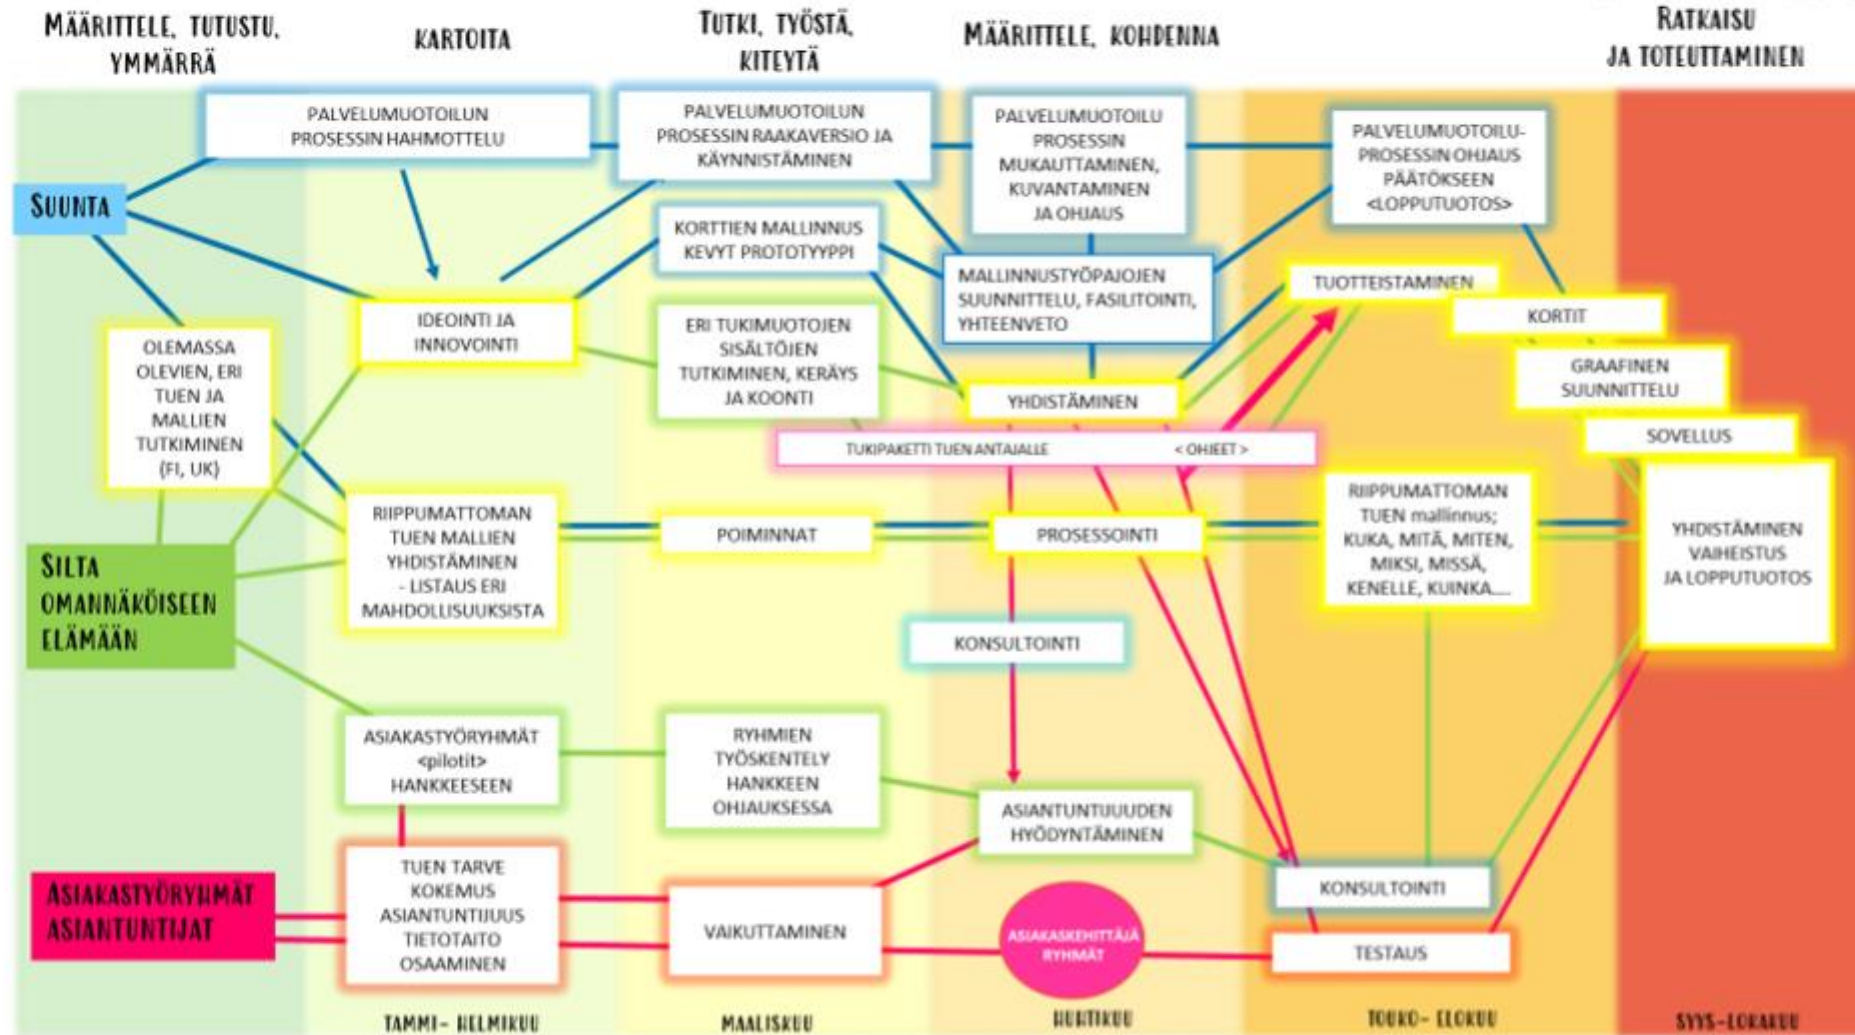 MÄÄRITTELE, TUTUSTU,
YMMÄRRÄ
KARTOITA
TUTKI, TYÖSTÄ,
KITEYTÄ
MÄÄRITTELE, KOHDENNA
RATKAISU
JA TOTEUTTAMINEN
PALVELUMUOTOILUN
PROSESSIN HAHMOTTELU
PALVELUMUOTOILUN
PROSESSIN RAAKAVERSIO JA
KÄYNNISTÄMINEN
PALVELUMUOTOILU
PROSESSIN
MUKAUTTAMINEN,
KUVANTAMINEN
JA OHJAUS
PALVELUMUOTOILU-
PROSESSIN OHJAUS
PÄÄTÖKSEEN
<LOPPUTUOTOS>
SUUNTA
KORTTIEN MALLINNUS
KEVYT PROTOTYYPPI
MALLINNUSTYÖPAJOJEN
SUUNNITTELU, FASILITOINTI,
YHTEENVETO
TUOTTEISTAMINEN
KORTIT
GRAAFINEN
SUUNNITTELU
SOVELLUS
OLEMASSA
OLEVIEN, ERI
TUEN JA
MALLIEN
TUTKIMINEN
(FI, UK)
IDEOINTI JA
INNOVOINTI
ERI TUKIMUOTOJEN
SISÄLTÖJEN
TUTKIMINEN, KERÄYS
JA KOONTI
YHDISTÄMINEN
TUKIPAKETTI TUEN ANTAJALLE < OHJEET >
SILTA
OMANNÄKÖISEEN
ELÄMÄÄN
RIIPPUMATTOMAN
TUEN MALLIEN
YHDISTÄMINEN
- LISTAUS ERI
MAHDOLLISUUKSISTA
POIMINNAT
PROSESSOINTI
RIIPPUMATTOMAN
TUEN mallinnus;
KUKA, MITÄ, MITEN,
MIKSI, MISSÄ,
KENELLE, KUINKA....
YHDISTÄMINEN
VAIHEISTUS
JA LOPPUTUOTOS
KONSULTOINTI
ASIAKASTYÖRYHMÄT
<pilotit>
HANKKEESEEN
RYHMIEN
TYÖSKENTELY
HANKKEEN
OHJAUKSESSA
ASIANTUNTIJUUDEN
HYÖDYNTÄMINEN
ASIAKASTYÖRYHMÄT
ASIANTUNTIJAT
TUEN TARVE
KOKEMUS
ASIANTUNTIJUUS
TIETOTAITO
OSAAMINEN
VAIKUTTAMINEN
ASIAKASKEHITTÄJÄ
RYHMÄT
KONSULTOINTI
TESTAUS
TAMMI- HELMIKUU
MAALISKUU
HUHTIKUU
TOUKO- ELOKUU
SYYS-LOKAKUU